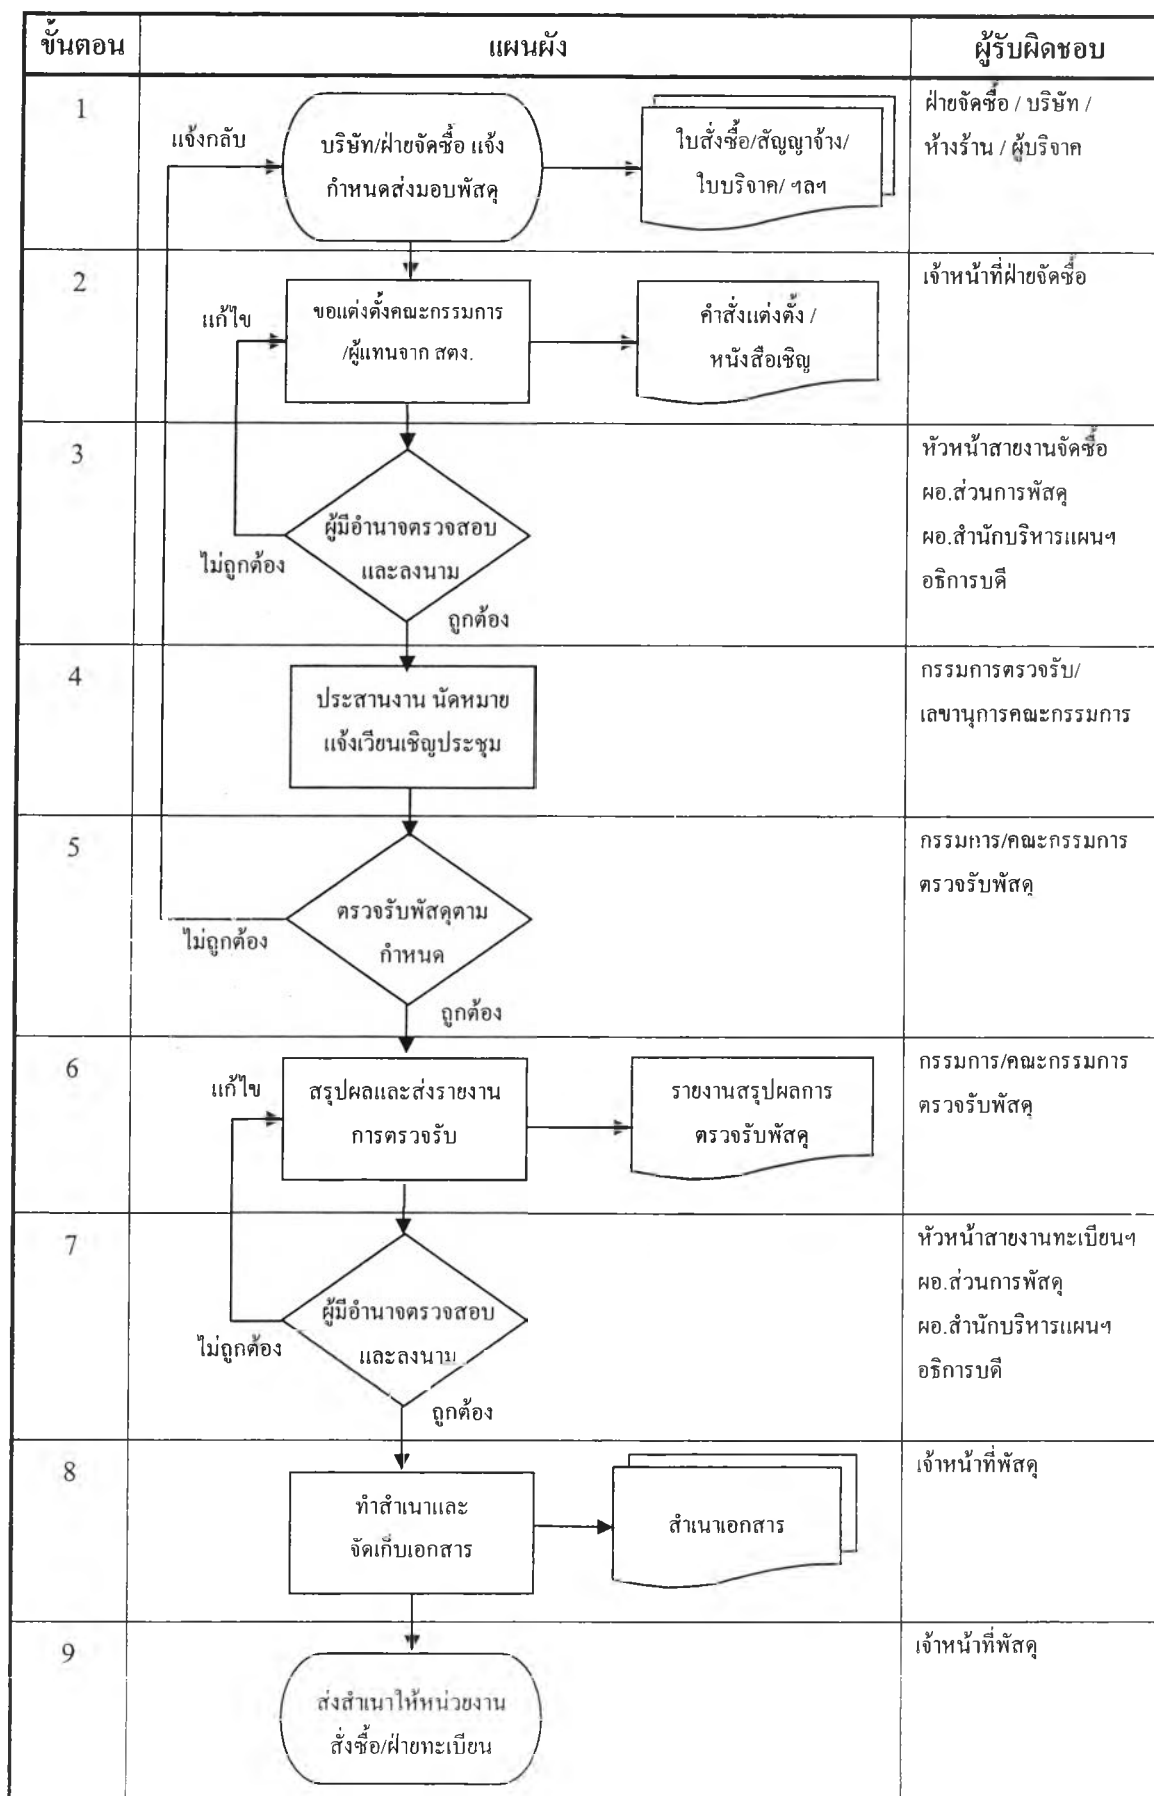 ขั้นตอน
แผนผัง
ผู้รับผิดชอบ
1
แจ้งกลับ
บริษัท/ฝ่ายจัดซื้อ แจ้ง
กำหนดส่งมอบพัสดุ
ใบสั่งซื้อ/สัญญาจ้าง/
ใบบริจาค/ ฯลฯ
ฝ่ายจัดซื้อ / บริษัท /
ห้างร้าน / ผู้บริจาค
2
แก้ไข
ขอแต่งตั้งคณะกรรมการ
/ผู้แทนจาก สตง.
คำสั่งแต่งตั้ง /
หนังสือเชิญ
เจ้าหน้าที่ฝ่ายจัดซื้อ
3
ผู้มีอำนาจตรวจสอบ
และลงนาม
ไม่ถูกต้อง
ถูกต้อง
หัวหน้าสายงานจัดซื้อ
ผอ.ส่วนการพัสดุ
ผอ.สำนักบริหารแผนฯ
อธิการบดี
4
ประสานงาน นัดหมาย
แจ้งเวียนเชิญประชุม
กรรมการตรวจรับ/
เลขานุการคณะกรรมการ
5
ตรวจรับพัสดุตาม
กำหนด
ไม่ถูกต้อง
ถูกต้อง
กรรมการ/คณะกรรมการ
ตรวจรับพัสดุ
6
แก้ไข
สรุปผลและส่งรายงาน
การตรวจรับ
รายงานสรุปผลการ
ตรวจรับพัสดุ
กรรมการ/คณะกรรมการ
ตรวจรับพัสดุ
7
ผู้มีอำนาจตรวจสอบ
และลงนาม
ไม่ถูกต้อง
ถูกต้อง
หัวหน้าสายงานทะเบียนฯ
ผอ.ส่วนการพัสดุ
ผอ.สำนักบริหารแผนฯ
อธิการบดี
8
ทำสำเนาและ
จัดเก็บเอกสาร
สำเนาเอกสาร
เจ้าหน้าที่พัสดุ
9
ส่งสำเนาให้หน่วยงาน
สั่งซื้อ/ฝ่ายทะเบียน
เจ้าหน้าที่พัสดุ